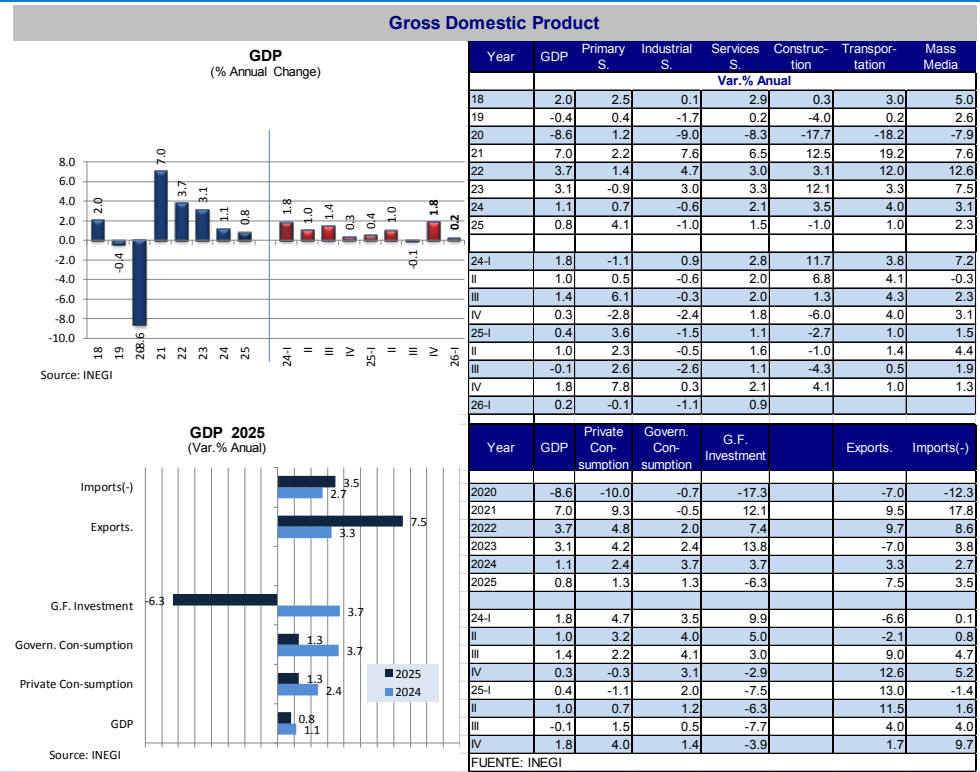 Gross Domestic Product
GDP
(% Annual Change)
8.0
6.0
4.0
2.0
0.0
-2.0
-4.0
-6.0
-8.0
-10.0
2.0 -0.4 -8.6 7.0 3.7 3.1 1.1 0.8 1.8 1.0 1.4 0.3 0.4 1.0 -0.1 1.8 0.2
18 19 20 21 22 23 24 25 24-I II III IV 25-I II III IV 26-I
Source: INEGI
Year GDP Primary S. Industrial S. Services S. Construc-tion Transpor-tation Mass Media
Var.% Anual
18 2.0 2.5 0.1 2.9 0.3 3.0 5.0
19 -0.4 0.4 -1.7 0.2 -4.0 0.2 2.6
20 -8.6 1.2 -9.0 -8.3 -17.7 -18.2 -7.9
21 7.0 2.2 7.6 6.5 12.5 19.2 7.6
22 3.7 1.4 4.7 3.0 3.1 12.0 12.6
23 3.1 -0.9 3.0 3.3 12.1 3.3 7.5
24 1.1 0.7 -0.6 2.1 3.5 4.0 3.1
25 0.8 4.1 -1.0 1.5 -1.0 1.0 2.3
24-I 1.8 -1.1 0.9 2.8 11.7 3.8 7.2
II 1.0 0.5 -0.6 2.0 6.8 4.1 -0.3
III 1.4 6.1 -0.3 2.0 1.3 4.3 2.3
IV 0.3 -2.8 -2.4 1.8 -6.0 4.0 3.1
25-I 0.4 3.6 -1.5 1.1 -2.7 1.0 1.5
II 1.0 2.3 -0.5 1.6 -1.0 1.4 4.4
III -0.1 2.6 -2.6 1.1 -4.3 0.5 1.9
IV 1.8 7.8 0.3 2.1 4.1 1.0 1.3
26-I 0.2 -0.1 -1.1 0.9
GDP 2025
(Var.% Anual)
Imports(-) 3.5 2.7
Exports. 7.5 3.3
G.F. Investment -6.3 3.7
Govern. Con-sumption 1.3 3.7
Private Con-sumption 1.3 2.4
GDP 0.8 1.1
2025
2024
Source: INEGI
Year GDP Private Con-sumption Govern. Con-sumption G.F. Investment Exports. Imports(-)
2020 -8.6 -10.0 -0.7 -17.3 -7.0 -12.3
2021 7.0 9.3 -0.5 12.1 9.5 17.8
2022 3.7 4.8 2.0 7.4 9.7 8.6
2023 3.1 4.2 2.4 13.8 -7.0 3.8
2024 1.1 2.4 3.7 3.7 3.3 2.7
2025 0.8 1.3 1.3 -6.3 7.5 3.5
24-I 1.8 4.7 3.5 9.9 -6.6 0.1
II 1.0 3.2 4.0 5.0 -2.1 0.8
III 1.4 2.2 4.1 3.0 9.0 4.7
IV 0.3 -0.3 3.1 -2.9 12.6 5.2
25-I 0.4 -1.1 2.0 -7.5 13.0 -1.4
II 1.0 0.7 1.2 -6.3 11.5 1.6
III -0.1 1.5 0.5 -7.7 4.0 4.0
IV 1.8 4.0 1.4 -3.9 1.7 9.7
FUENTE: INEGI